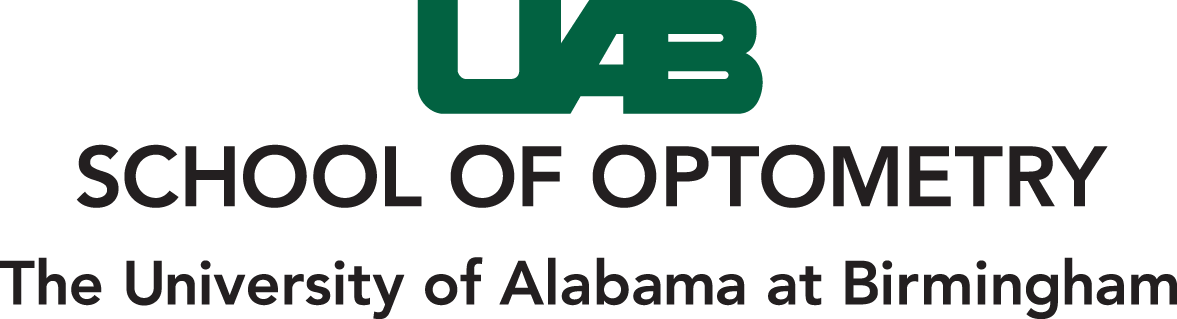 UAB
SCHOOL OF OPTOMETRY
The University of Alabama at Birmingham